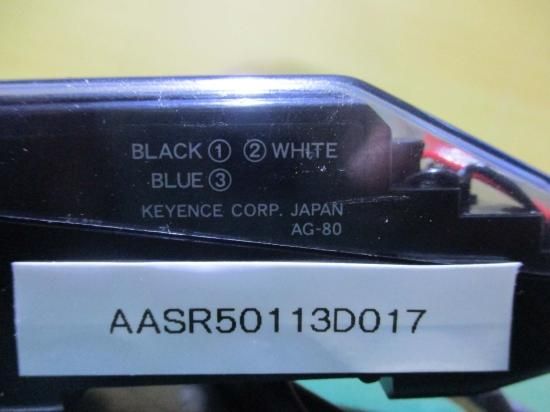 BLACK ① ② WHITE
BLUE ③
KEYENCE CORP. JAPAN
AG-80
AASR50113D017